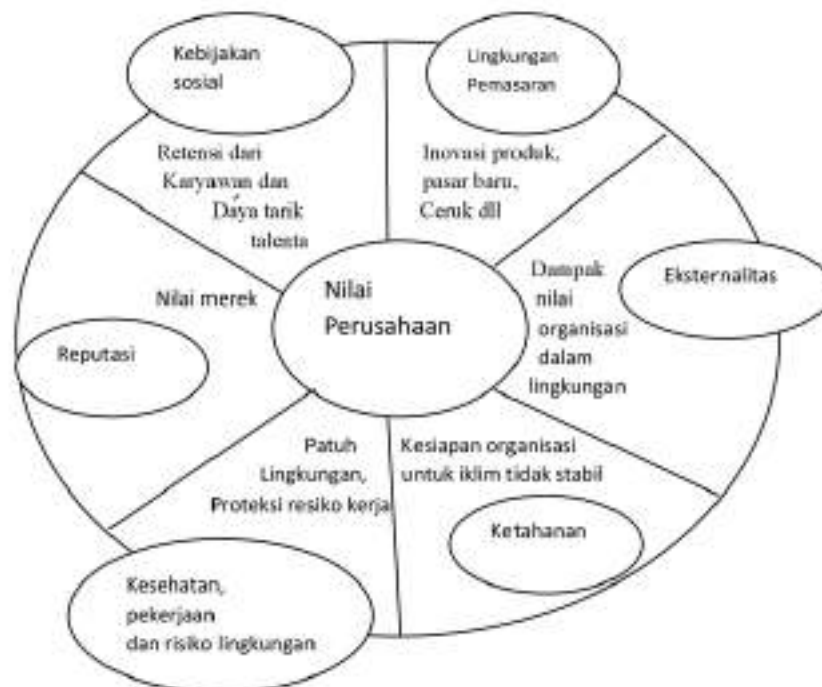 Kebijakan
sosial
Lingkungan
Pemasaran
Retensi dari
Karyawan dan
Daya tarik
talenta
Inovasi produk,
pasar baru,
Ceruk dll
Nilai merek
Nilai
Perusahaan
Dampak
nilai
organisasi
dalam
lingkungan
Eksternalitas
Reputasi
Patuh
Lingkungan,
Proteksi resiko kerja
Kesiapan organisasi
untuk iklim tidak stabil
Ketahanan
Kesehatan,
pekerjaan
dan risiko lingkungan